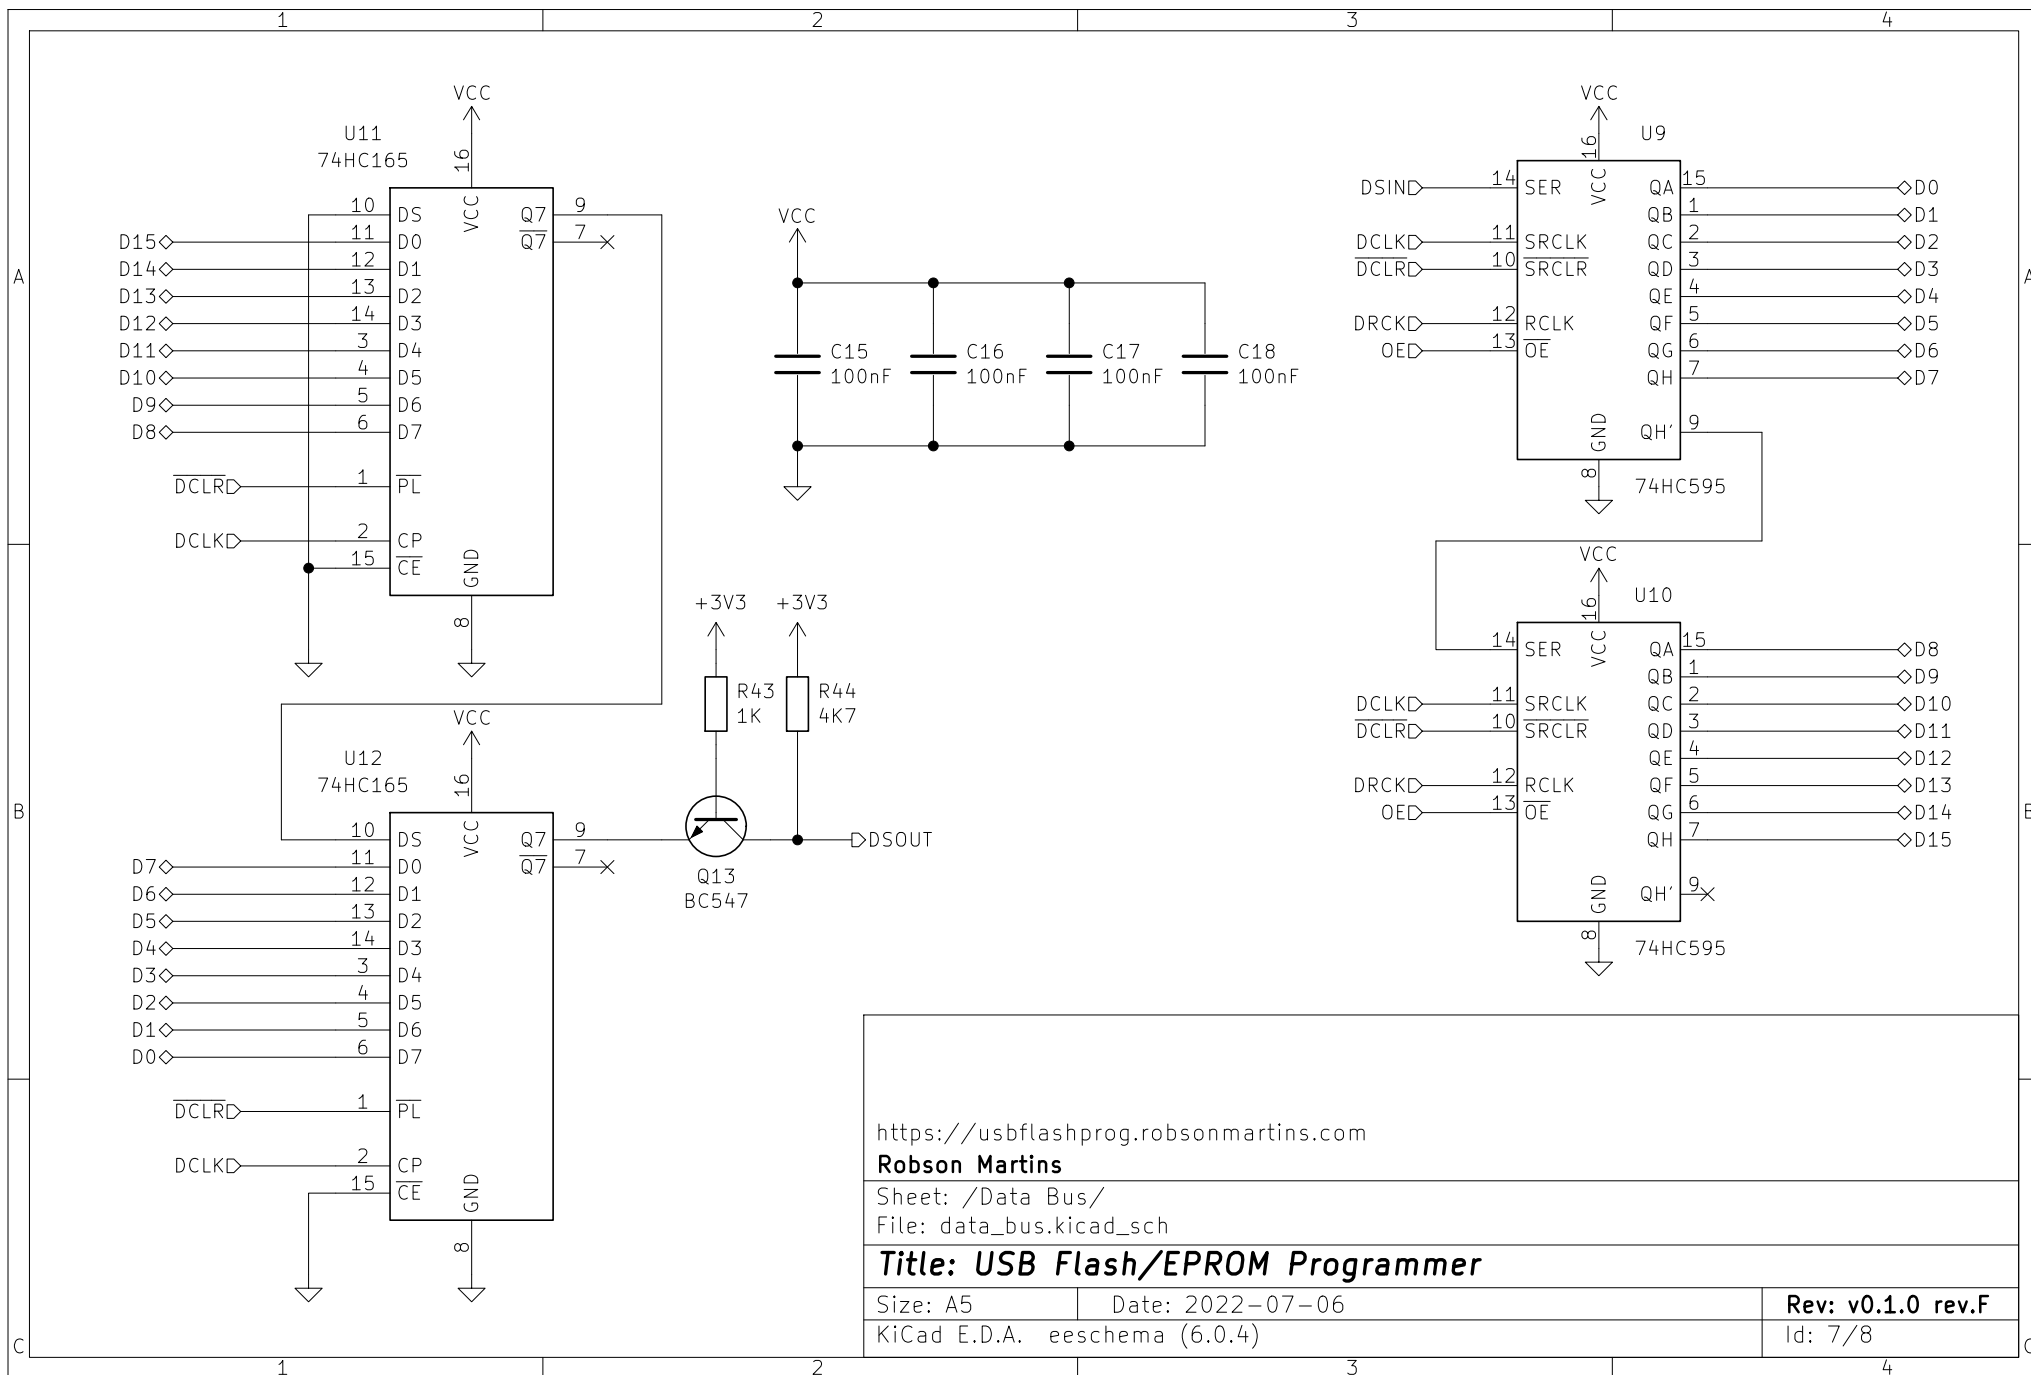 1 2 3 4
A
B
C
VCC
U11
74HC165
16
VCC
10 DS Q7 9
D15 11 D0 Q7 7
D14 12 D1
D13 13 D2
D12 14 D3
D11 3 D4
D10 4 D5
D9 5 D6
D8 6 D7
DCLR 1 PL
DCLK 2 CP
15 CE
GND
8
VCC
U12
74HC165
16
VCC
10 DS Q7 9
D7 11 D0 Q7 7
D6 12 D1
D5 13 D2
D4 14 D3
D3 3 D4
D2 4 D5
D1 5 D6
D0 6 D7
DCLR 1 PL
DCLK 2 CP
15 CE
GND
8
VCC
C15 C16 C17 C18
100nF 100nF 100nF 100nF
+3V3 +3V3
R43 R44
1K 4K7
DSOUT
Q13
BC547
VCC
U9
16
VCC
DSIN 14 SER QA 15 D0
QB 1 D1
DCLK 11 SRCLK QC 2 D2
DCLR 10 SRCLR QD 3 D3
QE 4 D4
DRCK 12 RCLK QF 5 D5
OE 13 OE QG 6 D6
QH 7 D7
GND QH' 9
8
74HC595
VCC
U10
16
VCC
14 SER QA 15 D8
QB 1 D9
DCLK 11 SRCLK QC 2 D10
DCLR 10 SRCLR QD 3 D11
QE 4 D12
DRCK 12 RCLK QF 5 D13
OE 13 OE QG 6 D14
QH 7 D15
GND QH' 9
8
74HC595
https://usbflashprog.robsonmartins.com
Robson Martins
Sheet: /Data Bus/
File: data_bus.kicad_sch
Title: USB Flash/EPROM Programmer
Size: A5 Date: 2022-07-06 Rev: v0.1.0 rev.F
KiCad E.D.A. eeschema (6.0.4) Id: 7/8
1 2 3 4